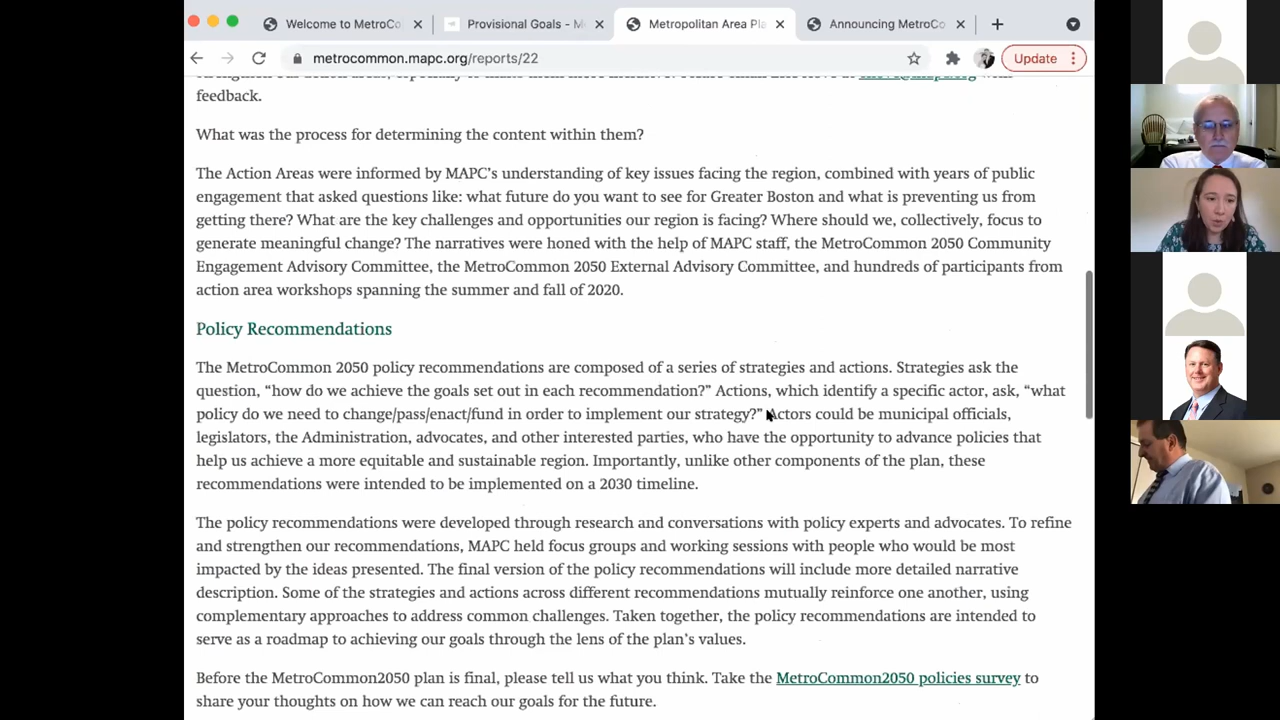 Welcome to MetroCo
Provisional Goals - M
Metropolitan Area Pla
Announcing MetroCo
metrocommon.mapc.org/reports/22
Update
feedback.
What was the process for determining the content within them?
The Action Areas were informed by MAPC’s understanding of key issues facing the region, combined with years of public
engagement that asked questions like: what future do you want to see for Greater Boston and what is preventing us from
getting there? What are the key challenges and opportunities our region is facing? Where should we, collectively, focus to
generate meaningful change? The narratives were honed with the help of MAPC staff, the MetroCommon 2050 Community
Engagement Advisory Committee, the MetroCommon 2050 External Advisory Committee, and hundreds of participants from
action area workshops spanning the summer and fall of 2020.
Policy Recommendations
The MetroCommon 2050 policy recommendations are composed of a series of strategies and actions. Strategies ask the
question, “how do we achieve the goals set out in each recommendation?” Actions, which identify a specific actor, ask, “what
policy do we need to change/pass/enact/fund in order to implement our strategy?” Actors could be municipal officials,
legislators, the Administration, advocates, and other interested parties, who have the opportunity to advance policies that
help us achieve a more equitable and sustainable region. Importantly, unlike other components of the plan, these
recommendations were intended to be implemented on a 2030 timeline.
The policy recommendations were developed through research and conversations with policy experts and advocates. To refine
and strengthen our recommendations, MAPC held focus groups and working sessions with people who would be most
impacted by the ideas presented. The final version of the policy recommendations will include more detailed narrative
description. Some of the strategies and actions across different recommendations mutually reinforce one another, using
complementary approaches to address common challenges. Taken together, the policy recommendations are intended to
serve as a roadmap to achieving our goals through the lens of the plan’s values.
Before the MetroCommon2050 plan is final, please tell us what you think. Take the MetroCommon2050 policies survey to
share your thoughts on how we can reach our goals for the future.